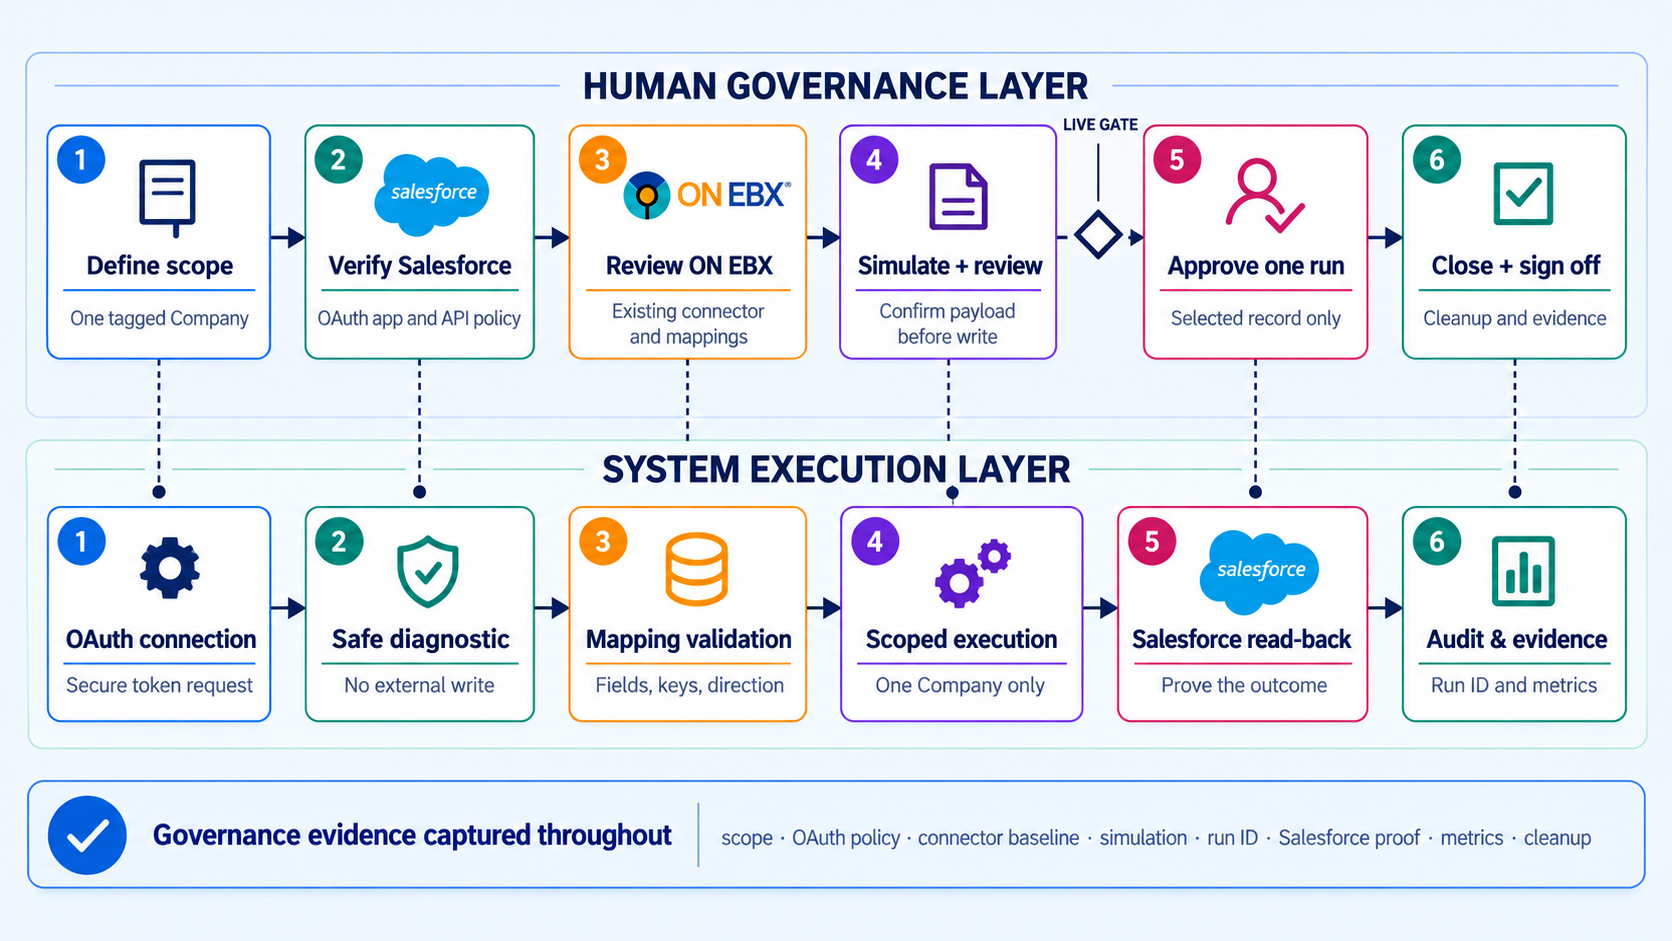 HUMAN GOVERNANCE LAYER
LIVE GATE
1
Define scope
One tagged Company
2
salesforce
Verify Salesforce
OAuth app and API policy
3
ON EBX®
Review ON EBX
Existing connector
and mappings
4
Simulate + review
Confirm payload
before write
5
Approve one run
Selected record only
6
Close + sign off
Cleanup and evidence
SYSTEM EXECUTION LAYER
1
OAuth connection
Secure token request
2
Safe diagnostic
No external write
3
Mapping validation
Fields, keys, direction
4
Scoped execution
One Company only
5
salesforce
Salesforce read-back
Prove the outcome
6
Audit & evidence
Run ID and metrics
Governance evidence captured throughout
scope · OAuth policy · connector baseline · simulation · run ID · Salesforce proof · metrics · cleanup